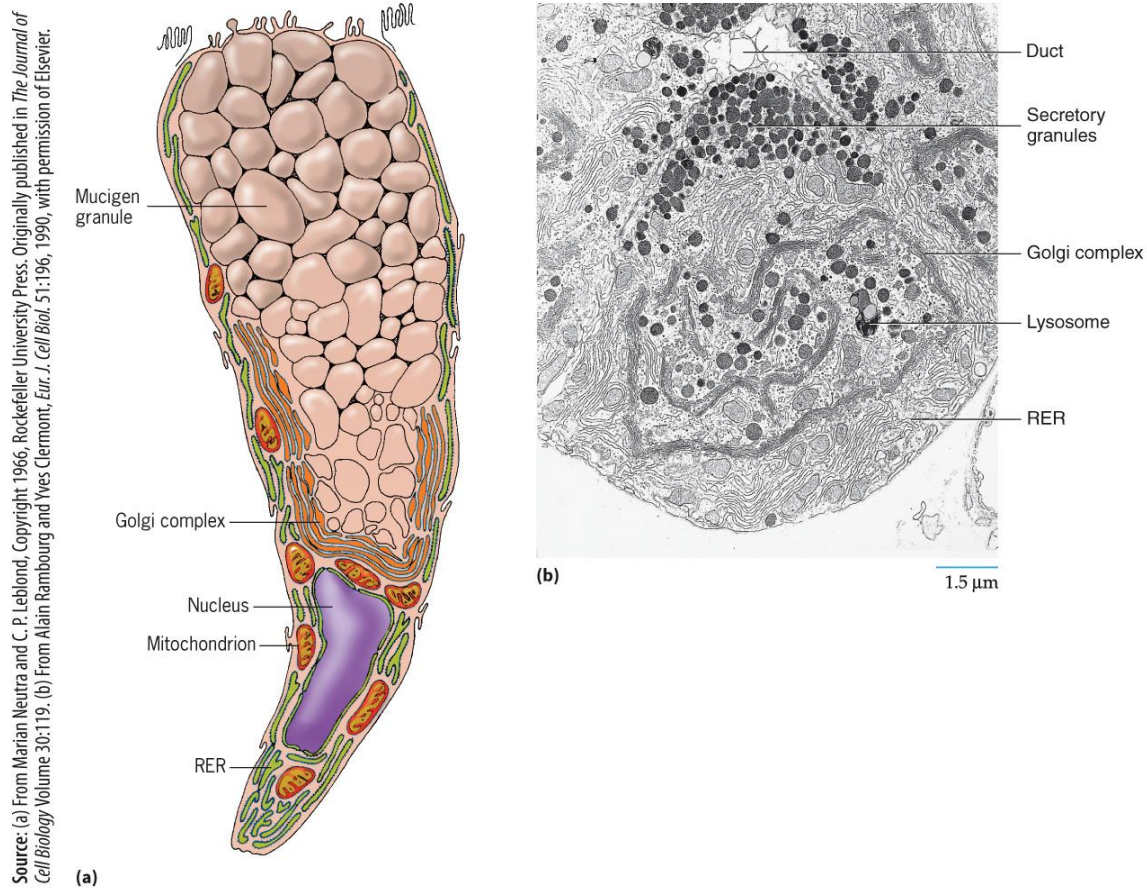 Source: (a) From Marian Neutra and C. P. Leblond, Copyright 1966, Rockefeller University Press. Originally published in The Journal of
Cell Biology Volume 30:119. (b) From Alain Rambourg and Yves Clermont, Eur. J. Cell Biol. 51:196, 1990, with permission of Elsevier.
Mucigen
granule
Golgi complex
Nucleus
Mitochondrion
RER
(a)
Duct
Secretory
granules
Golgi complex
Lysosome
RER
(b)
1.5 µm